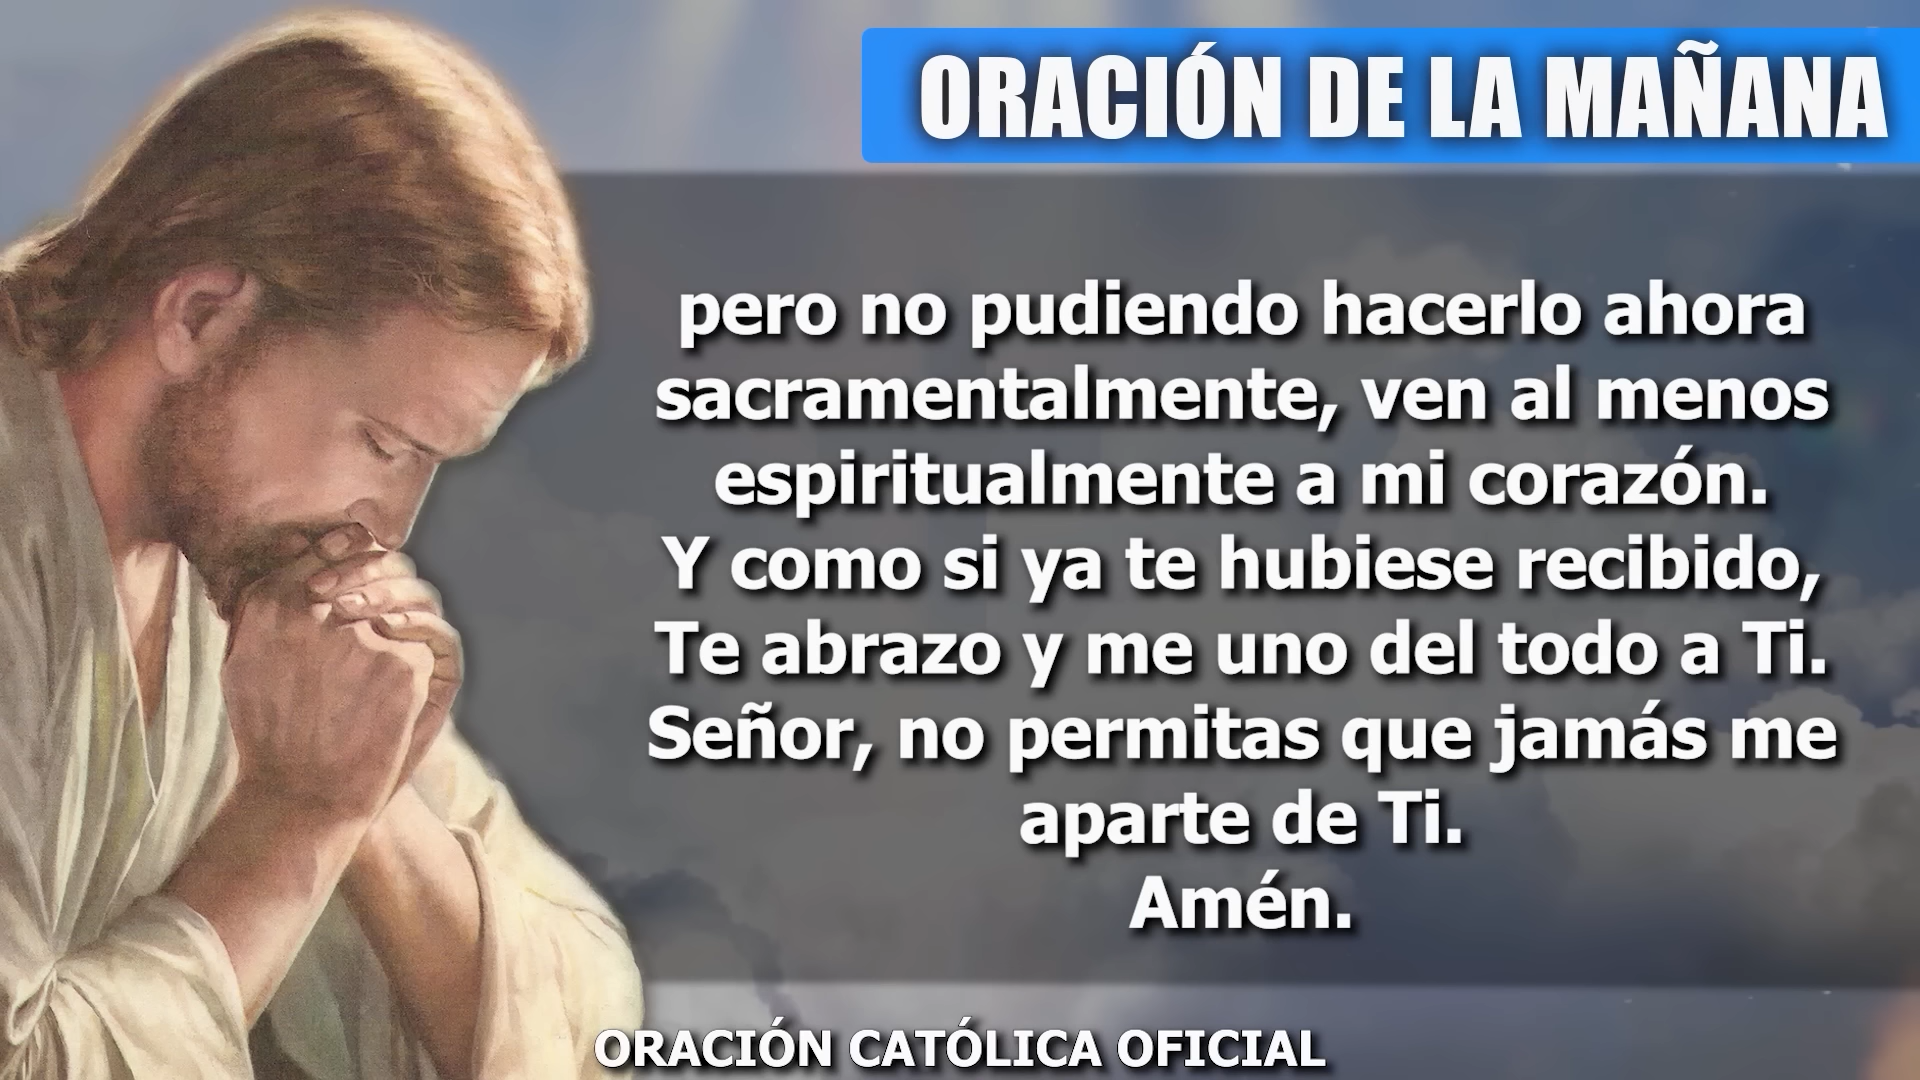 ORACIÓN DE LA MAÑANA
pero no pudiendo hacerlo ahora
sacramentalmente, ven al menos
espiritualmente a mi corazón.
Y como si ya te hubiese recibido,
Te abrazo y me uno del todo a Ti.
Señor, no permitas que jamás me
aparte de Ti.
Amén.
ORACIÓN CATÓLICA OFICIAL